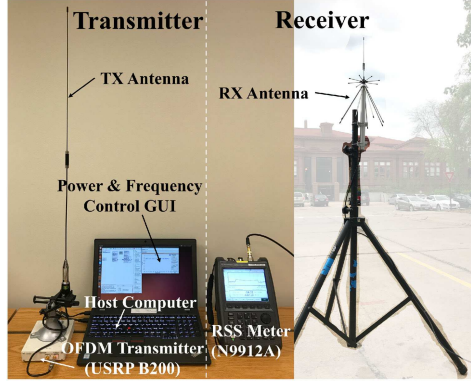 Transmitter
Receiver
TX Antenna
RX Antenna
Power & Frequency
Control GUI
Host Computer
OFDM Transmitter
(USRP B200)
RSS Meter
(N9912A)